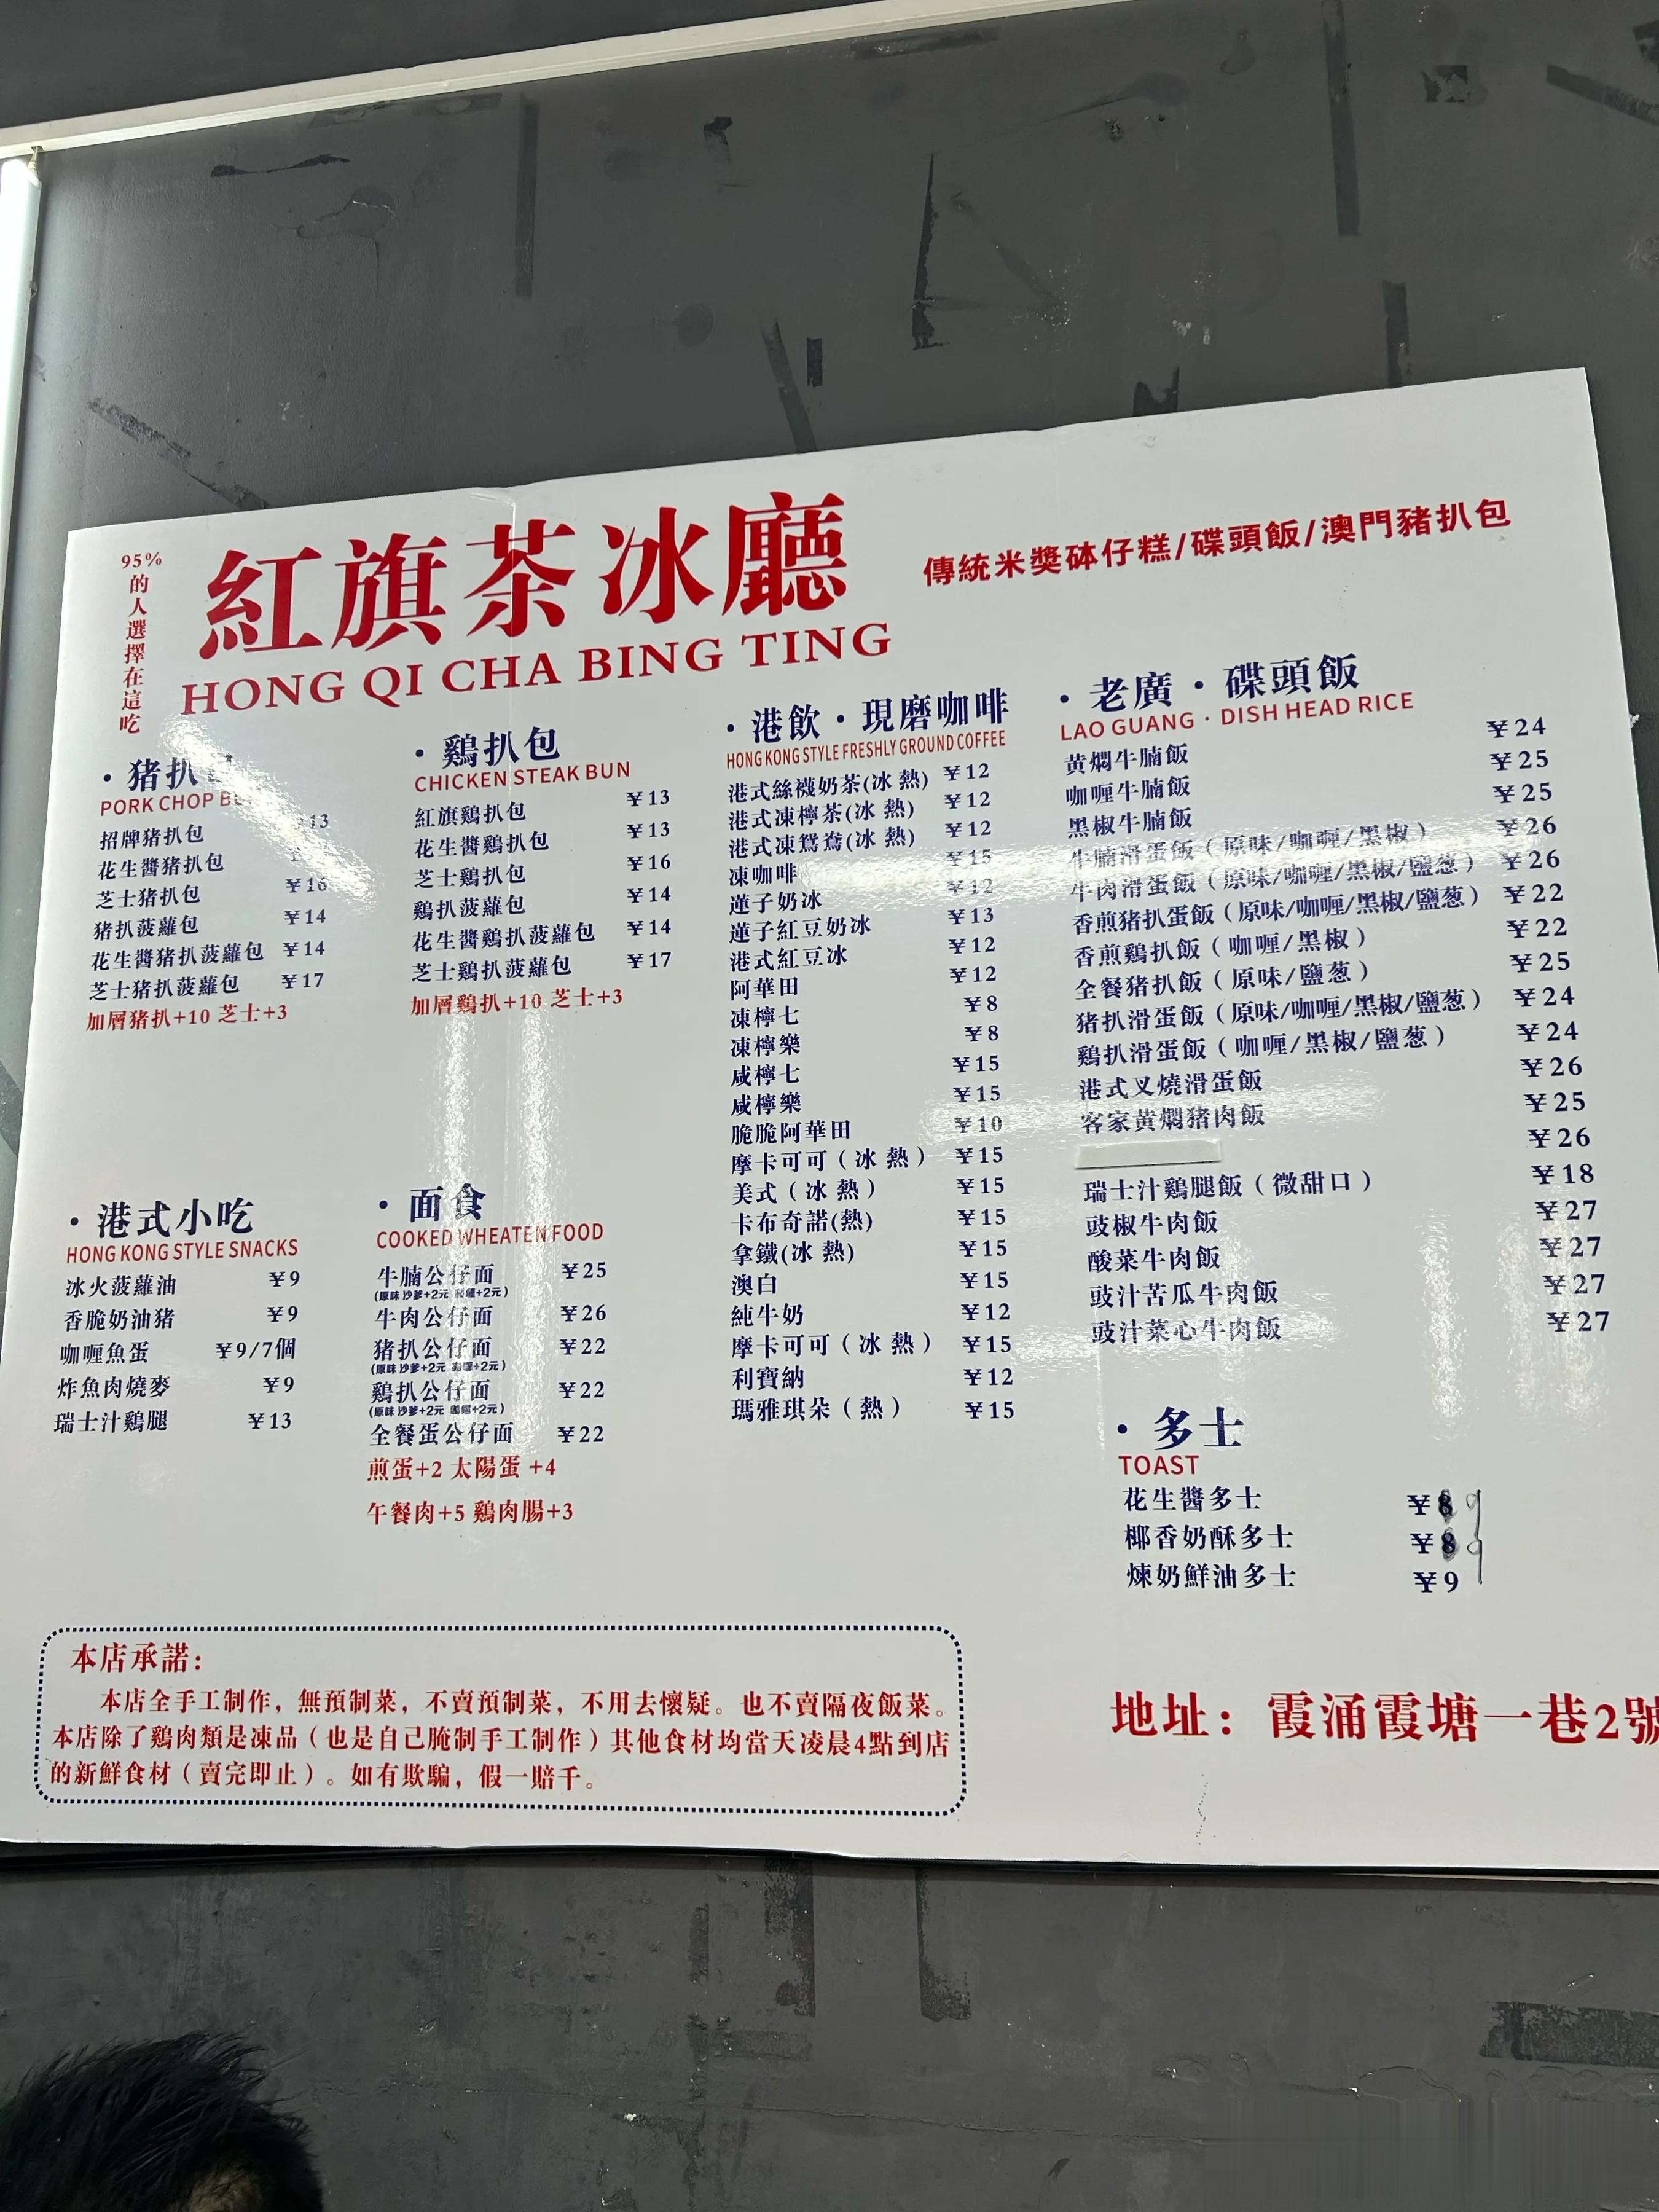 95%的人選擇在這吃
紅旗茶冰廳
HONG QI CHA BING TING
傳統米獎砵仔糕/碟頭飯/澳門豬扒包
·猪扒
PORK CHOP
招牌猪扒包 13
花生醬猪扒包
芝士猪扒包 ¥16
猪扒菠蘿包 ¥14
花生醬猪扒菠蘿包 ¥14
芝士猪扒菠蘿包 ¥17
加層猪扒+10 芝士+3
·鷄扒包
CHICKEN STEAK BUN
紅旗鷄扒包 ¥13
花生醬鷄扒包 ¥13
芝士鷄扒包 ¥16
鷄扒菠蘿包 ¥14
花生醬鷄扒菠蘿包 ¥14
芝士鷄扒菠蘿包 ¥17
加層鷄扒+10 芝士+3
·港飲·現磨咖啡
HONG KONG STYLE FRESHLY GROUND COFFEE
港式絲襪奶茶(冰 熱) ¥12
港式凍檸茶(冰 熱) ¥12
港式凍鴛鴦(冰 熱) ¥12
凍咖啡 ¥15
蓮子奶冰 ¥12
蓮子紅豆奶冰 ¥13
港式紅豆冰 ¥12
阿華田 ¥12
凍檸七 ¥8
凍檸樂 ¥8
咸檸七 ¥15
咸檸樂 ¥15
脆脆阿華田 ¥10
摩卡可可（冰 熱） ¥15
美式（冰 熱） ¥15
卡布奇諾(熱) ¥15
拿鐵(冰 熱) ¥15
澳白 ¥15
純牛奶 ¥12
摩卡可可（冰 熱） ¥15
利寶納 ¥12
瑪雅琪朵（熱） ¥15
·老廣·碟頭飯
LAO GUANG · DISH HEAD RICE
黄燜牛腩飯 ¥24
咖喱牛腩飯 ¥25
黑椒牛腩飯 ¥25
牛腩滑蛋飯（原味/咖喱/黑椒） ¥26
牛肉滑蛋飯（原味/咖喱/黑椒/鹽葱） ¥26
香煎猪扒蛋飯（原味/咖喱/黑椒/鹽葱） ¥22
香煎鷄扒飯（咖喱/黑椒） ¥22
全餐猪扒飯（原味/鹽葱） ¥25
猪扒滑蛋飯（原味/咖喱/黑椒/鹽葱） ¥24
鷄扒滑蛋飯（咖喱/黑椒/鹽葱） ¥24
港式叉燒滑蛋飯 ¥26
客家黄燜猪肉飯 ¥25
¥26
瑞士汁鷄腿飯（微甜口） ¥18
豉椒牛肉飯 ¥27
酸菜牛肉飯 ¥27
豉汁苦瓜牛肉飯 ¥27
豉汁菜心牛肉飯 ¥27
·港式小吃
HONG KONG STYLE SNACKS
冰火菠蘿油 ¥9
香脆奶油猪 ¥9
咖喱魚蛋 ¥9/7個
炸魚肉燒麥 ¥9
瑞士汁鷄腿 ¥13
·面食
COOKED WHEATEN FOOD
牛腩公仔面 ¥25
(原味 沙爹+2元 +2元)
牛肉公仔面 ¥26
猪扒公仔面 ¥22
(原味 沙爹+2元 +2元)
鷄扒公仔面 ¥22
(原味 沙爹+2元 +2元)
全餐蛋公仔面 ¥22
煎蛋+2 太陽蛋 +4
午餐肉+5 鷄肉腸+3
·多士
TOAST
花生醬多士 ¥8 9
椰香奶酥多士 ¥8 9
煉奶鮮油多士 ¥9
本店承諾：
本店全手工制作，無預制菜，不賣預制菜，不用去懷疑。也不賣隔夜飯菜。
本店除了鷄肉類是凍品（也是自己腌制手工制作）其他食材均當天凌晨4點到店
的新鮮食材（賣完即止）。如有欺騙，假一賠千。
地址：霞涌霞塘一巷2號